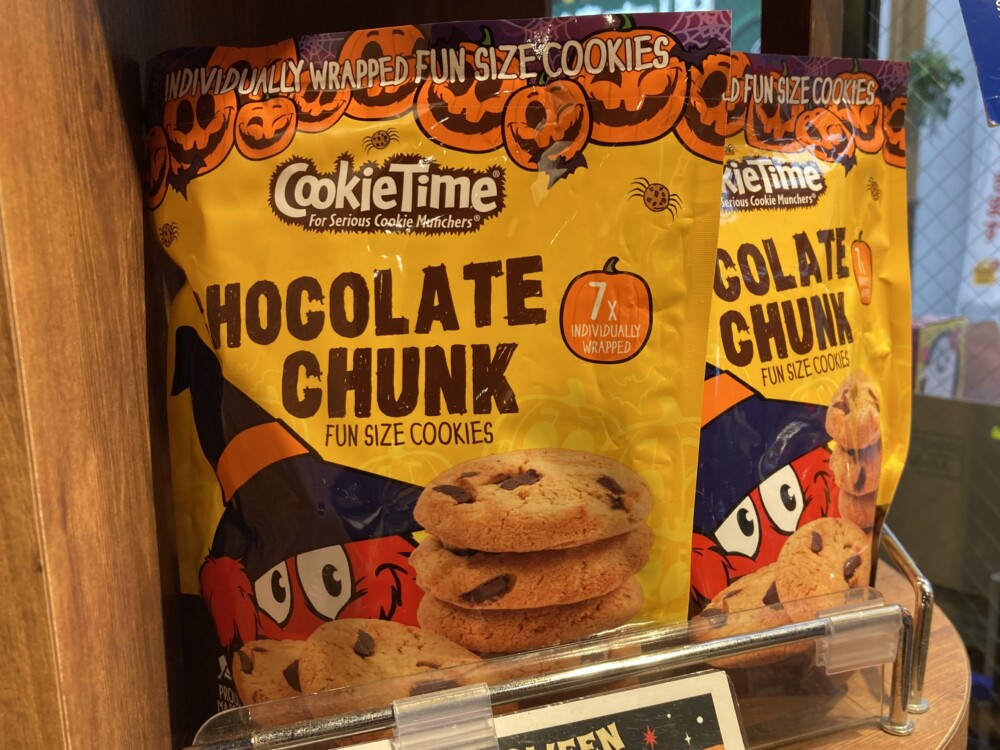 INDIVIDUALLY WRAPPED FUN SIZE COOKIES
CookieTime®
For Serious Cookie Munchers®
HOCOLATE
CHUNK
FUN SIZE COOKIES
7x
INDIVIDUALLY
WRAPPED
D FUN SIZE COOKIES
kieTime®
Serious Cookie Munchers®
COLATE
CHUNK
FUN SIZE COOKIES